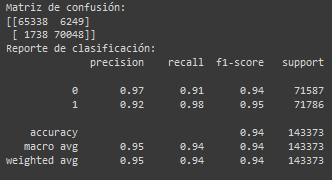 Matriz de confusión:
[[65338  6249]
 [ 1738 70048]]
Reporte de clasificación:
              precision    recall  f1-score   support

           0       0.97      0.91      0.94     71587
           1       0.92      0.98      0.95     71786

    accuracy                           0.94    143373
   macro avg       0.95      0.94      0.94    143373
weighted avg       0.95      0.94      0.94    143373